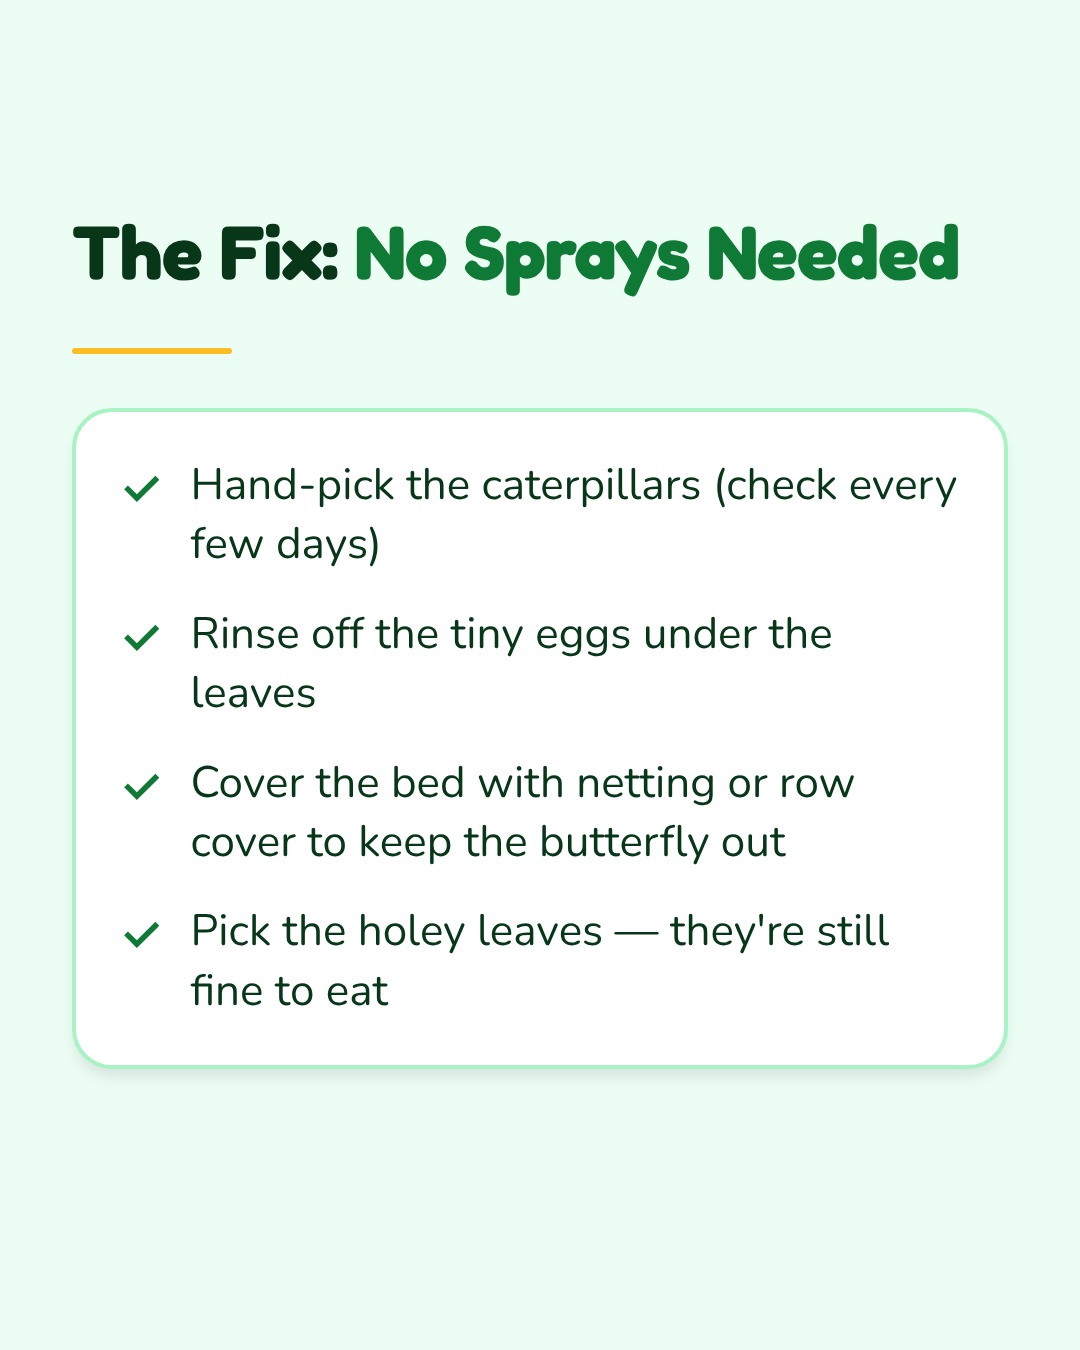 The Fix: No Sprays Needed
Hand-pick the caterpillars (check every
few days)
Rinse off the tiny eggs under the
leaves
Cover the bed with netting or row
cover to keep the butterfly out
Pick the holey leaves — they're still
fine to eat